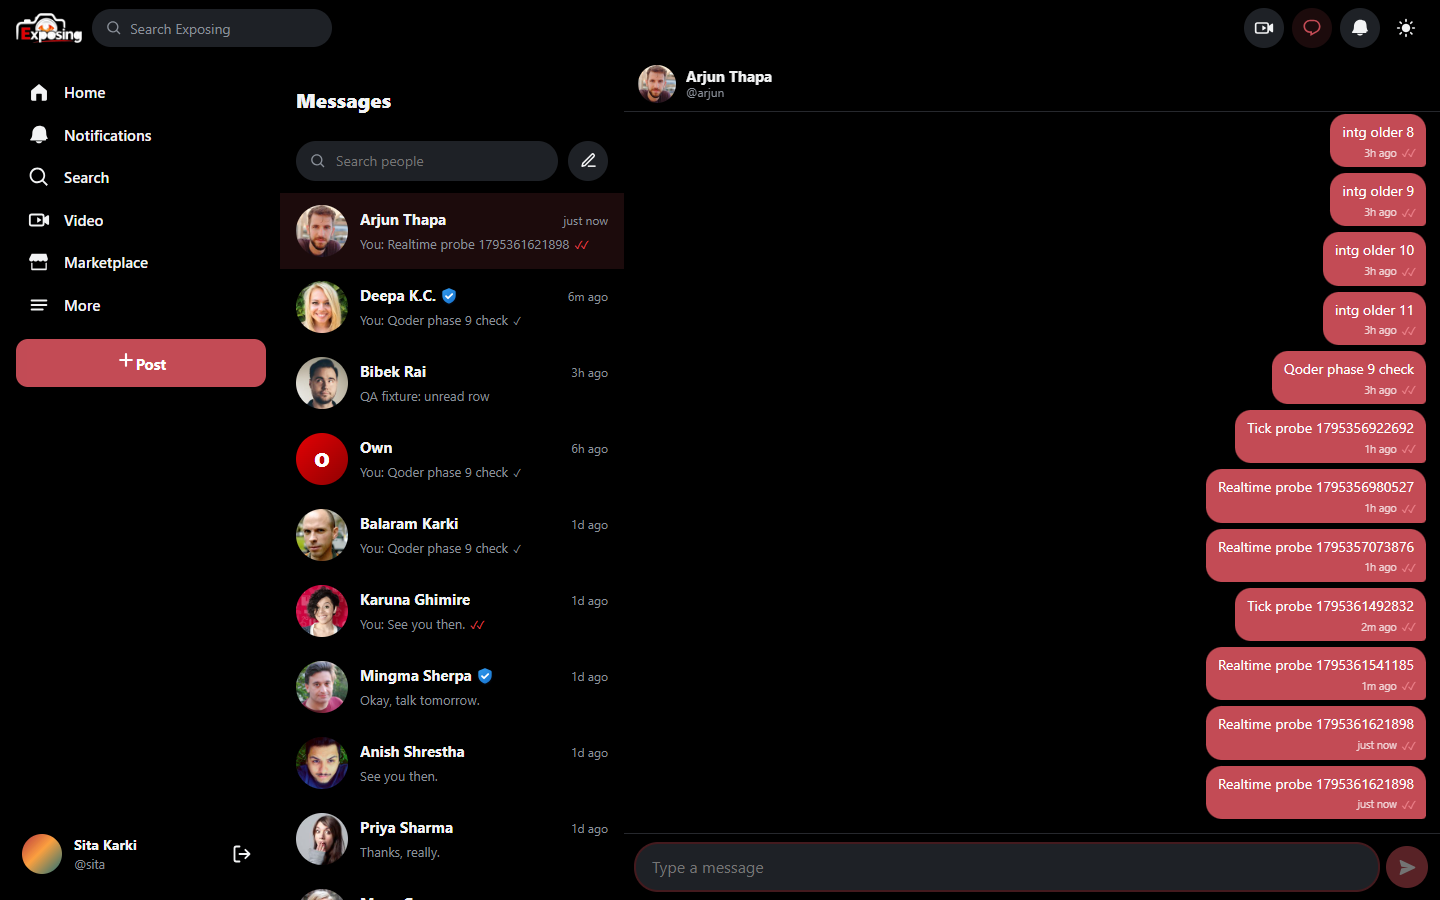 Exposing
Search Exposing
Home
Notifications
Search
Video
Marketplace
More
Post
Sita Karki
@sita
Messages
Search people
Arjun Thapa
just now
You: Realtime probe 1795361621898
Deepa K.C.
6m ago
You: Qoder phase 9 check
Bibek Rai
3h ago
QA fixture: unread row
O
Own
6h ago
You: Qoder phase 9 check
Balaram Karki
1d ago
You: Qoder phase 9 check
Karuna Ghimire
1d ago
You: See you then.
Mingma Sherpa
1d ago
Okay, talk tomorrow.
Anish Shrestha
1d ago
See you then.
Priya Sharma
1d ago
Thanks, really.
Arjun Thapa
@arjun
intg older 8
3h ago
intg older 9
3h ago
intg older 10
3h ago
intg older 11
3h ago
Qoder phase 9 check
3h ago
Tick probe 1795356922692
1h ago
Realtime probe 1795356980527
1h ago
Realtime probe 1795357073876
1h ago
Tick probe 1795361492832
2m ago
Realtime probe 1795361541185
1m ago
Realtime probe 1795361621898
just now
Realtime probe 1795361621898
just now
Type a message